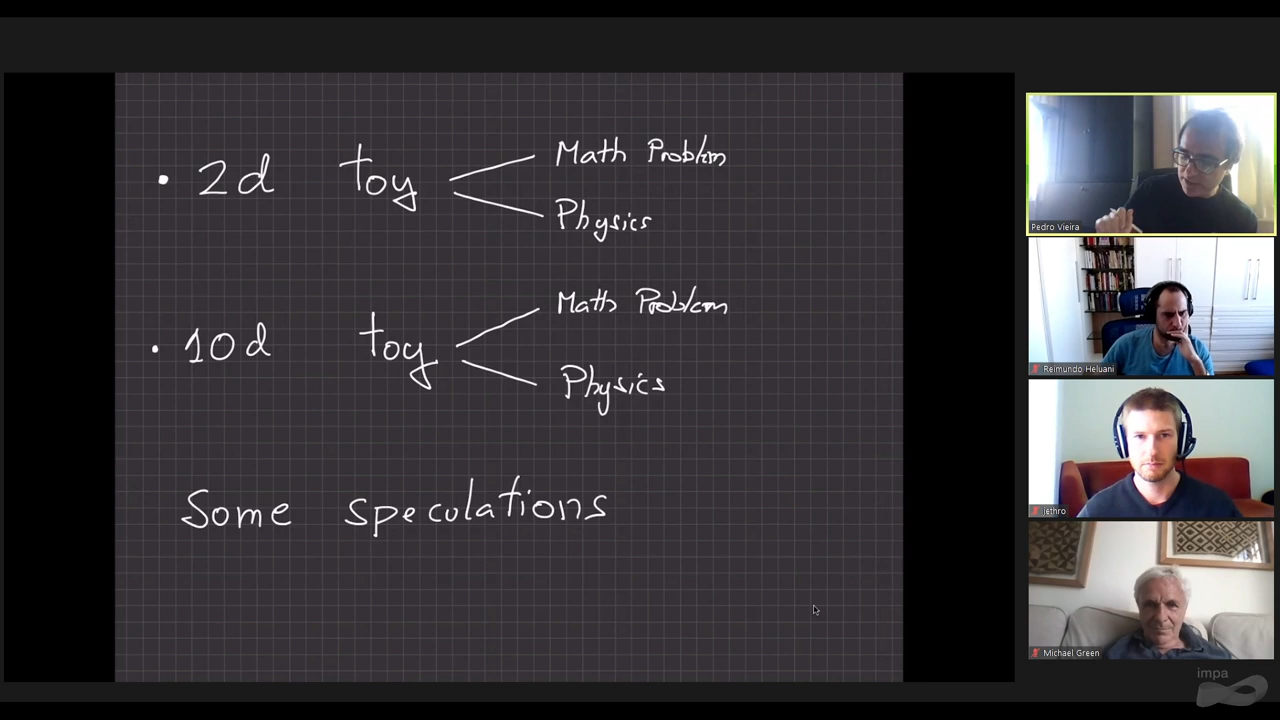 Math Problem
• 2d toy
Physics
Math Problem
• 10d toy
Physics
Some speculations
Pedro Vieira
Reimundo Heluani
Jethro
Michael Green
impa